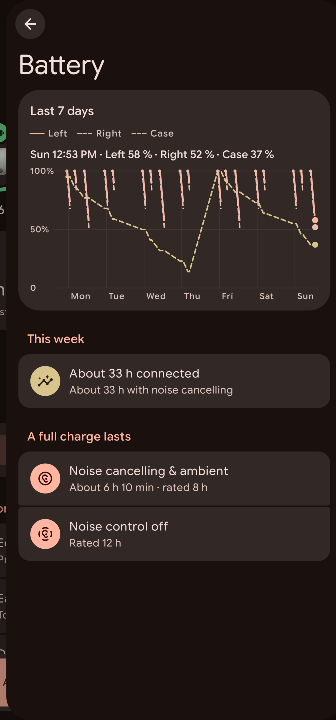 Battery
Last 7 days
Left Right Case
Sun 12:53 PM · Left 58 % · Right 52 % · Case 37 %
100%
50%
0
Mon Tue Wed Thu Fri Sat Sun
This week
About 33 h connected
About 33 h with noise cancelling
A full charge lasts
Noise cancelling & ambient
About 6 h 10 min · rated 8 h
Noise control off
Rated 12 h